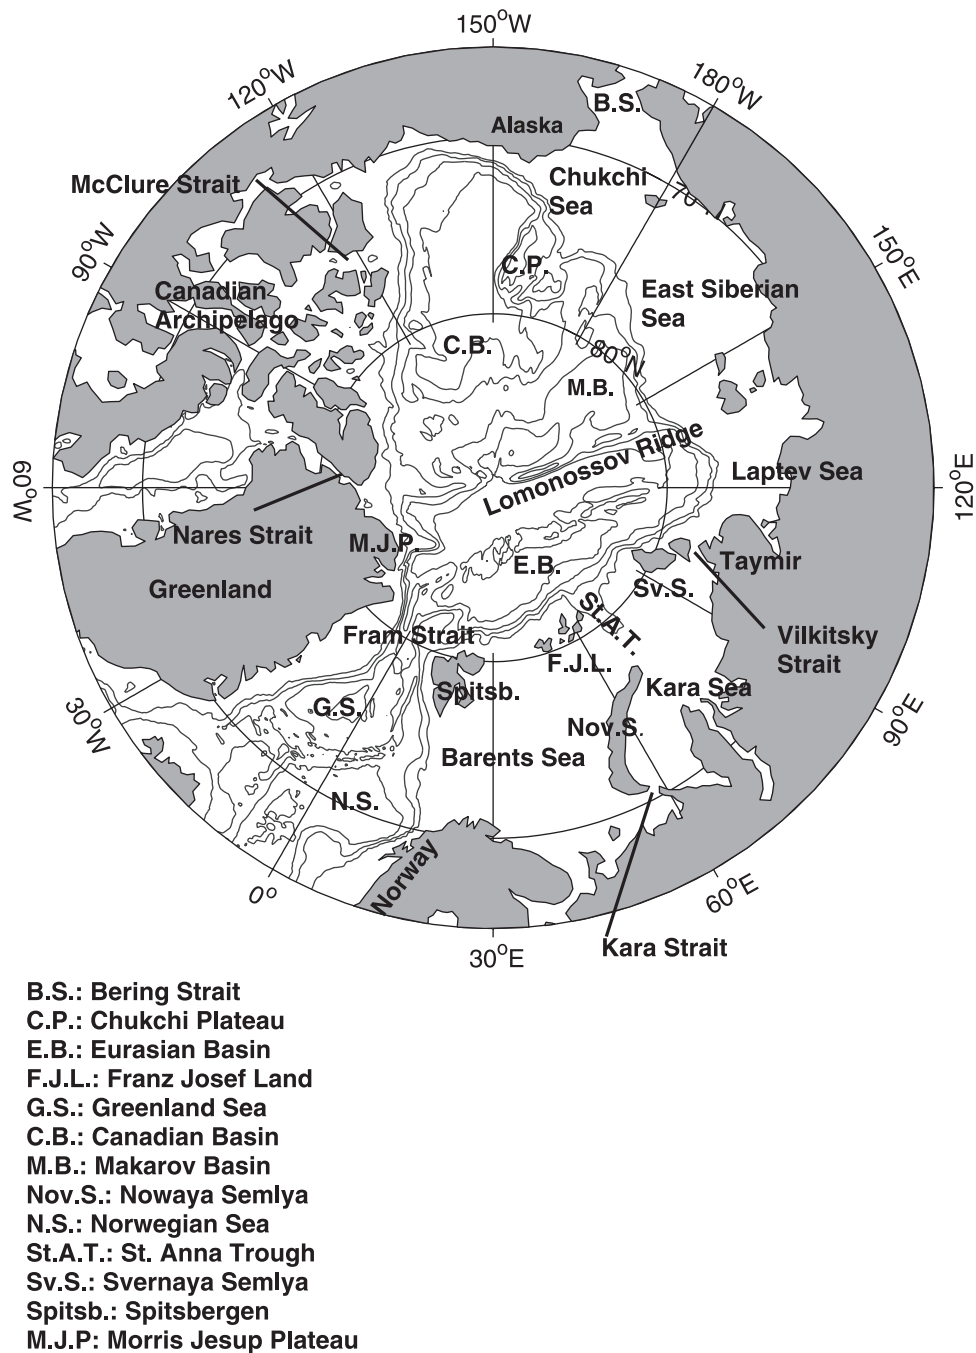 150°W
120°W
180°W
B.S.
Alaska
McClure Strait
Chukchi
Sea
70°N
90°W
150°E
C.P.
Canadian
Archipelago
East Siberian
Sea
C.B.
80°N
M.B.
Lomonossov Ridge
Laptev Sea
60°W
120°E
Nares Strait
M.J.P.
E.B.
Taymir
Greenland
Sv.S.
St.A.T.
Fram Strait
Vilkitsky
Strait
F.J.L.
Spitsb.
Kara Sea
G.S.
30°W
90°E
Nov.S.
Barents Sea
N.S.
Norway
0°
60°E
Kara Strait
30°E
B.S.: Bering Strait
C.P.: Chukchi Plateau
E.B.: Eurasian Basin
F.J.L.: Franz Josef Land
G.S.: Greenland Sea
C.B.: Canadian Basin
M.B.: Makarov Basin
Nov.S.: Nowaya Semlya
N.S.: Norwegian Sea
St.A.T.: St. Anna Trough
Sv.S.: Svernaya Semlya
Spitsb.: Spitsbergen
M.J.P: Morris Jesup Plateau